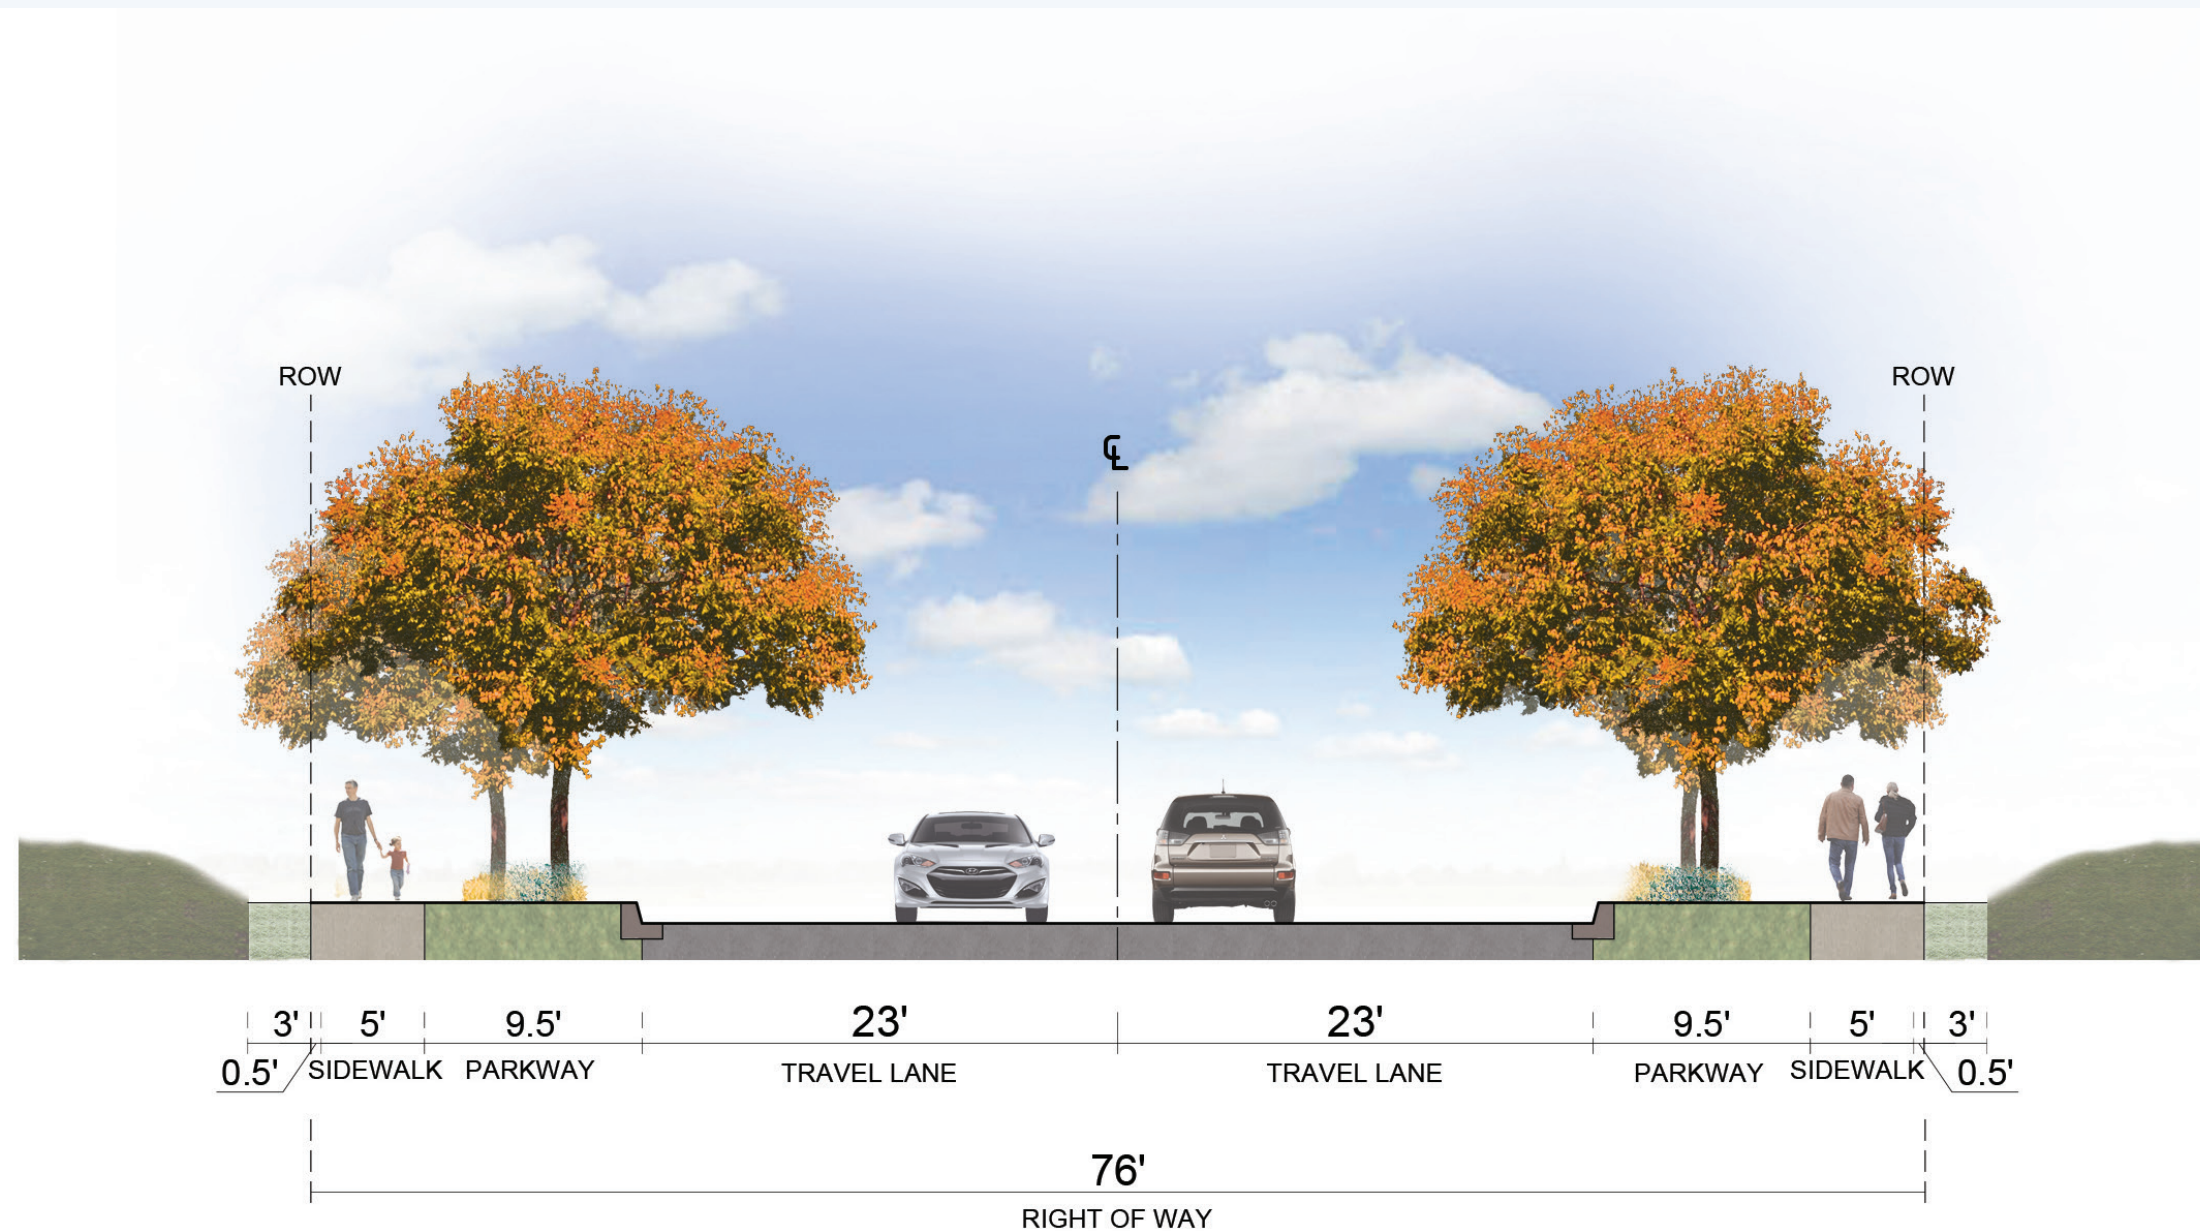 ROW
ROW
℄
3' 5' 9.5' 23' 23' 9.5' 5' 3'
0.5' SIDEWALK PARKWAY TRAVEL LANE TRAVEL LANE PARKWAY SIDEWALK 0.5'
76'
RIGHT OF WAY